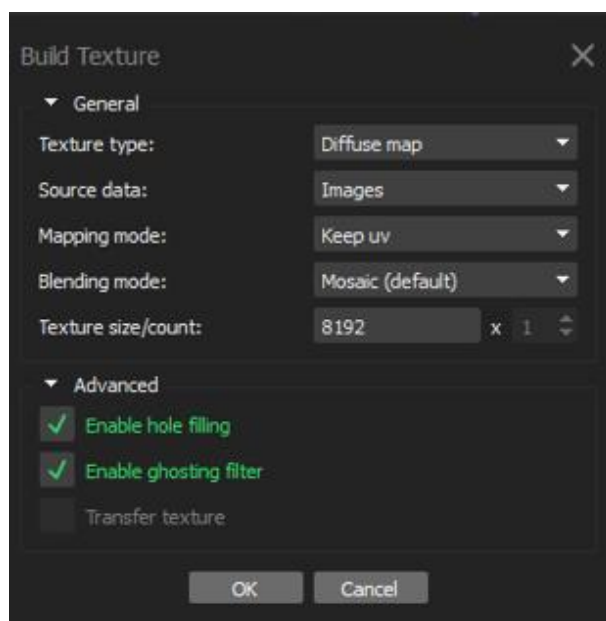 Build Texture
General
Texture type: Diffuse map
Source data: Images
Mapping mode: Keep uv
Blending mode: Mosaic (default)
Texture size/count: 8192 x 1
Advanced
Enable hole filling
Enable ghosting filter
Transfer texture
OK Cancel